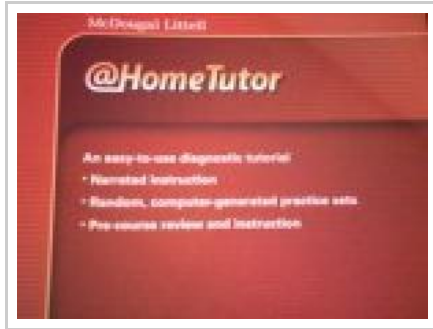 McDougal Littell
@HomeTutor
An easy-to-use diagnostic tutorial
• Narrated instruction
• Random, computer-generated practice sets
• Pre-course review and instruction